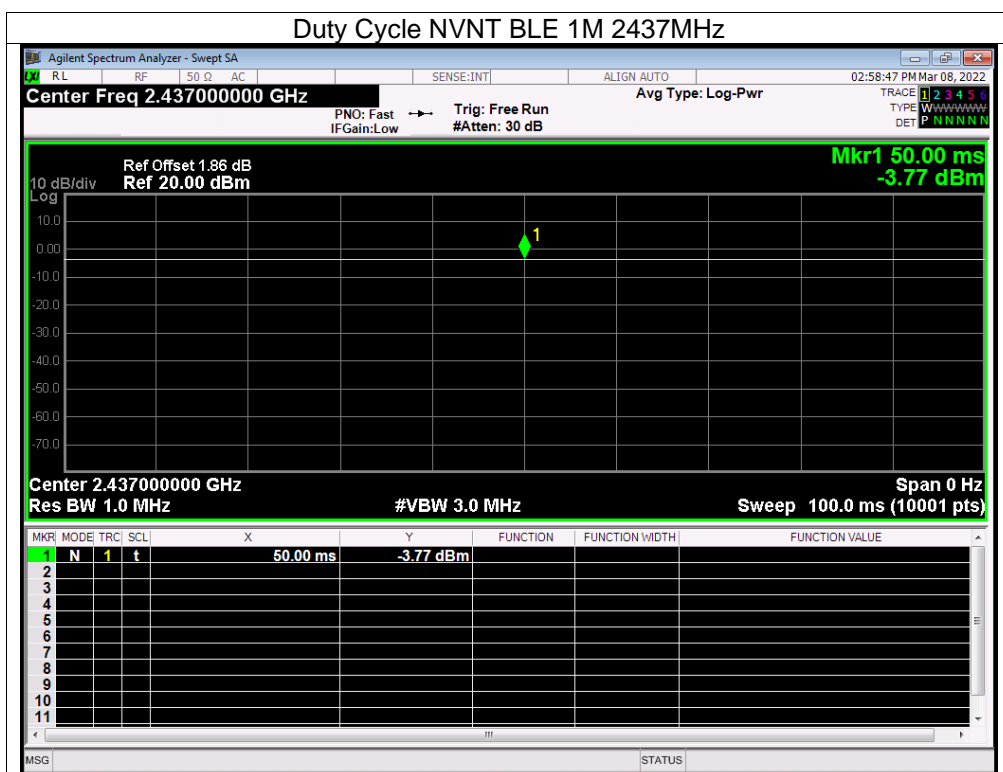 Duty Cycle NVNT BLE 1M 2437MHz
Agilent Spectrum Analyzer - Swept SA
LXI RL RF 50 Ω AC SENSE:INT ALIGN AUTO 02:58:47 PM Mar 08, 2022
Center Freq 2.437000000 GHz Avg Type: Log-Pwr TRACE 1 2 3 4 5 6
PNO: Fast Trig: Free Run TYPE WWWWWW
IFGain:Low #Atten: 30 dB DET P N N N N N
Ref Offset 1.86 dB Mkr1 50.00 ms
10 dB/div Ref 20.00 dBm -3.77 dBm
Log
10.0
1
0.00
-10.0
-20.0
-30.0
-40.0
-50.0
-60.0
-70.0
Center 2.437000000 GHz Span 0 Hz
Res BW 1.0 MHz #VBW 3.0 MHz Sweep 100.0 ms (10001 pts)
MKR MODE TRC SCL X Y FUNCTION FUNCTION WIDTH FUNCTION VALUE
1 N 1 t 50.00 ms -3.77 dBm
2
3
4
5
6
7
8
9
10
11
MSG STATUS